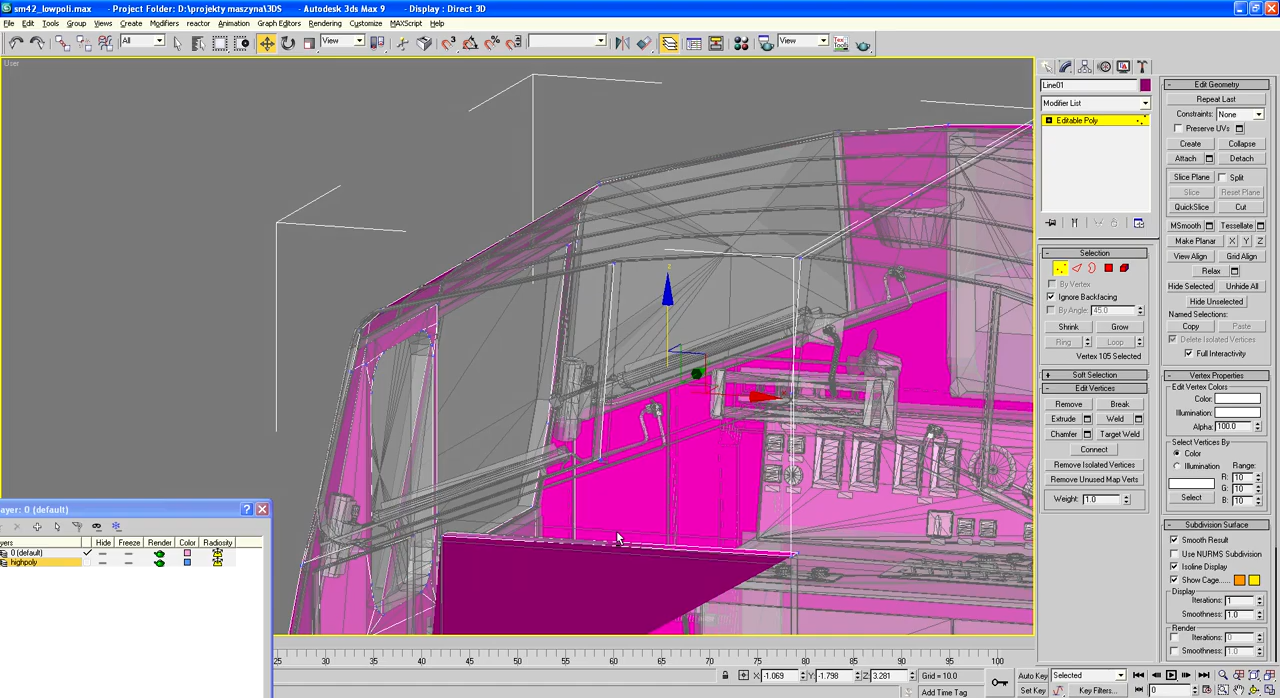 sm42_lowpoli.max - Project Folder: D:\projekty maszyna\3DS - Autodesk 3ds Max 9 - Display : Direct 3D
File Edit Tools Group Views Create Modifiers reactor Animation Graph Editors Rendering Customize MAXScript Help
All View View
User
Line01
Modifier List
Editable Poly
Selection
By Vertex
Ignore Backfacing
By Angle: 45.0
Shrink Grow
Ring Loop
Vertex 105 Selected
Soft Selection
Edit Vertices
Remove Break
Extrude Weld
Chamfer Target Weld
Connect
Remove Isolated Vertices
Remove Unused Map Verts
Weight: 1.0
Edit Geometry
Repeat Last
Constraints: None
Preserve UVs
Create Collapse
Attach Detach
Slice Plane Split
Slice Reset Plane
QuickSlice Cut
MSmooth Tessellate
Make Planar X Y Z
View Align Grid Align
Relax
Hide Selected Unhide All
Hide Unselected
Named Selections:
Copy Paste
Delete Isolated Vertices
Full Interactivity
Vertex Properties
Edit Vertex Colors
Color:
Illumination:
Alpha: 100.0
Select Vertices By
Color
Illumination Range:
R: 10
G: 10
B: 10
Select
Subdivision Surface
Smooth Result
Use NURMS Subdivision
Isoline Display
Show Cage......
Display
Iterations: 1
Smoothness: 1.0
Render
Iterations: 0
Smoothness: 1.0
ayer: 0 (default)
ayers Hide Freeze Render Color Radiosity
0 (default)
highpoly
25 30 35 40 45 50 55 60 65 70 75 80 85 90 95 100
X: -1.069 Y: -1.798 Z: 3.281 Grid = 10.0
Add Time Tag
Auto Key Selected
Set Key Key Filters...